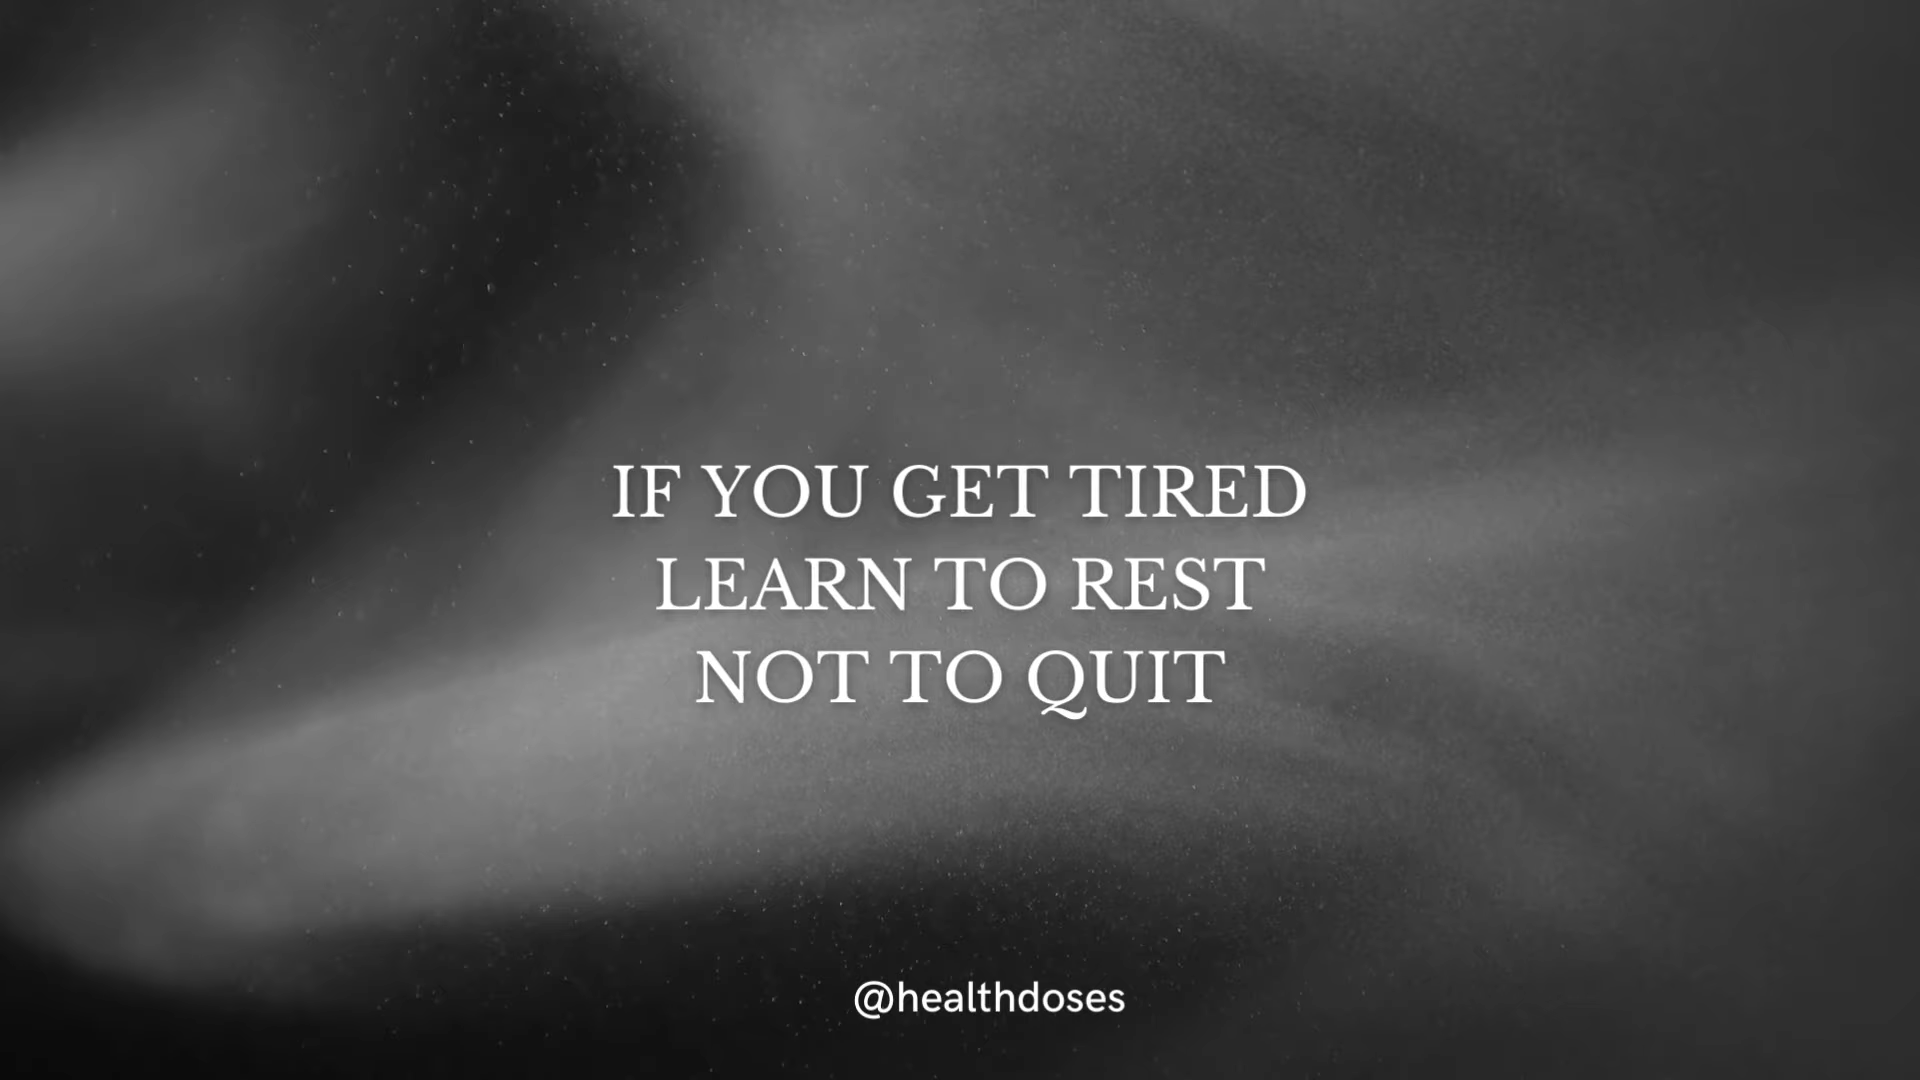 IF YOU GET TIRED
LEARN TO REST
NOT TO QUIT
@healthdoses